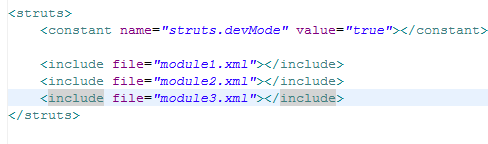 <struts>
<constant name="struts.devMode" value="true"></constant>
<include file="module1.xml"></include>
<include file="module2.xml"></include>
<include file="module3.xml"></include>
</struts>